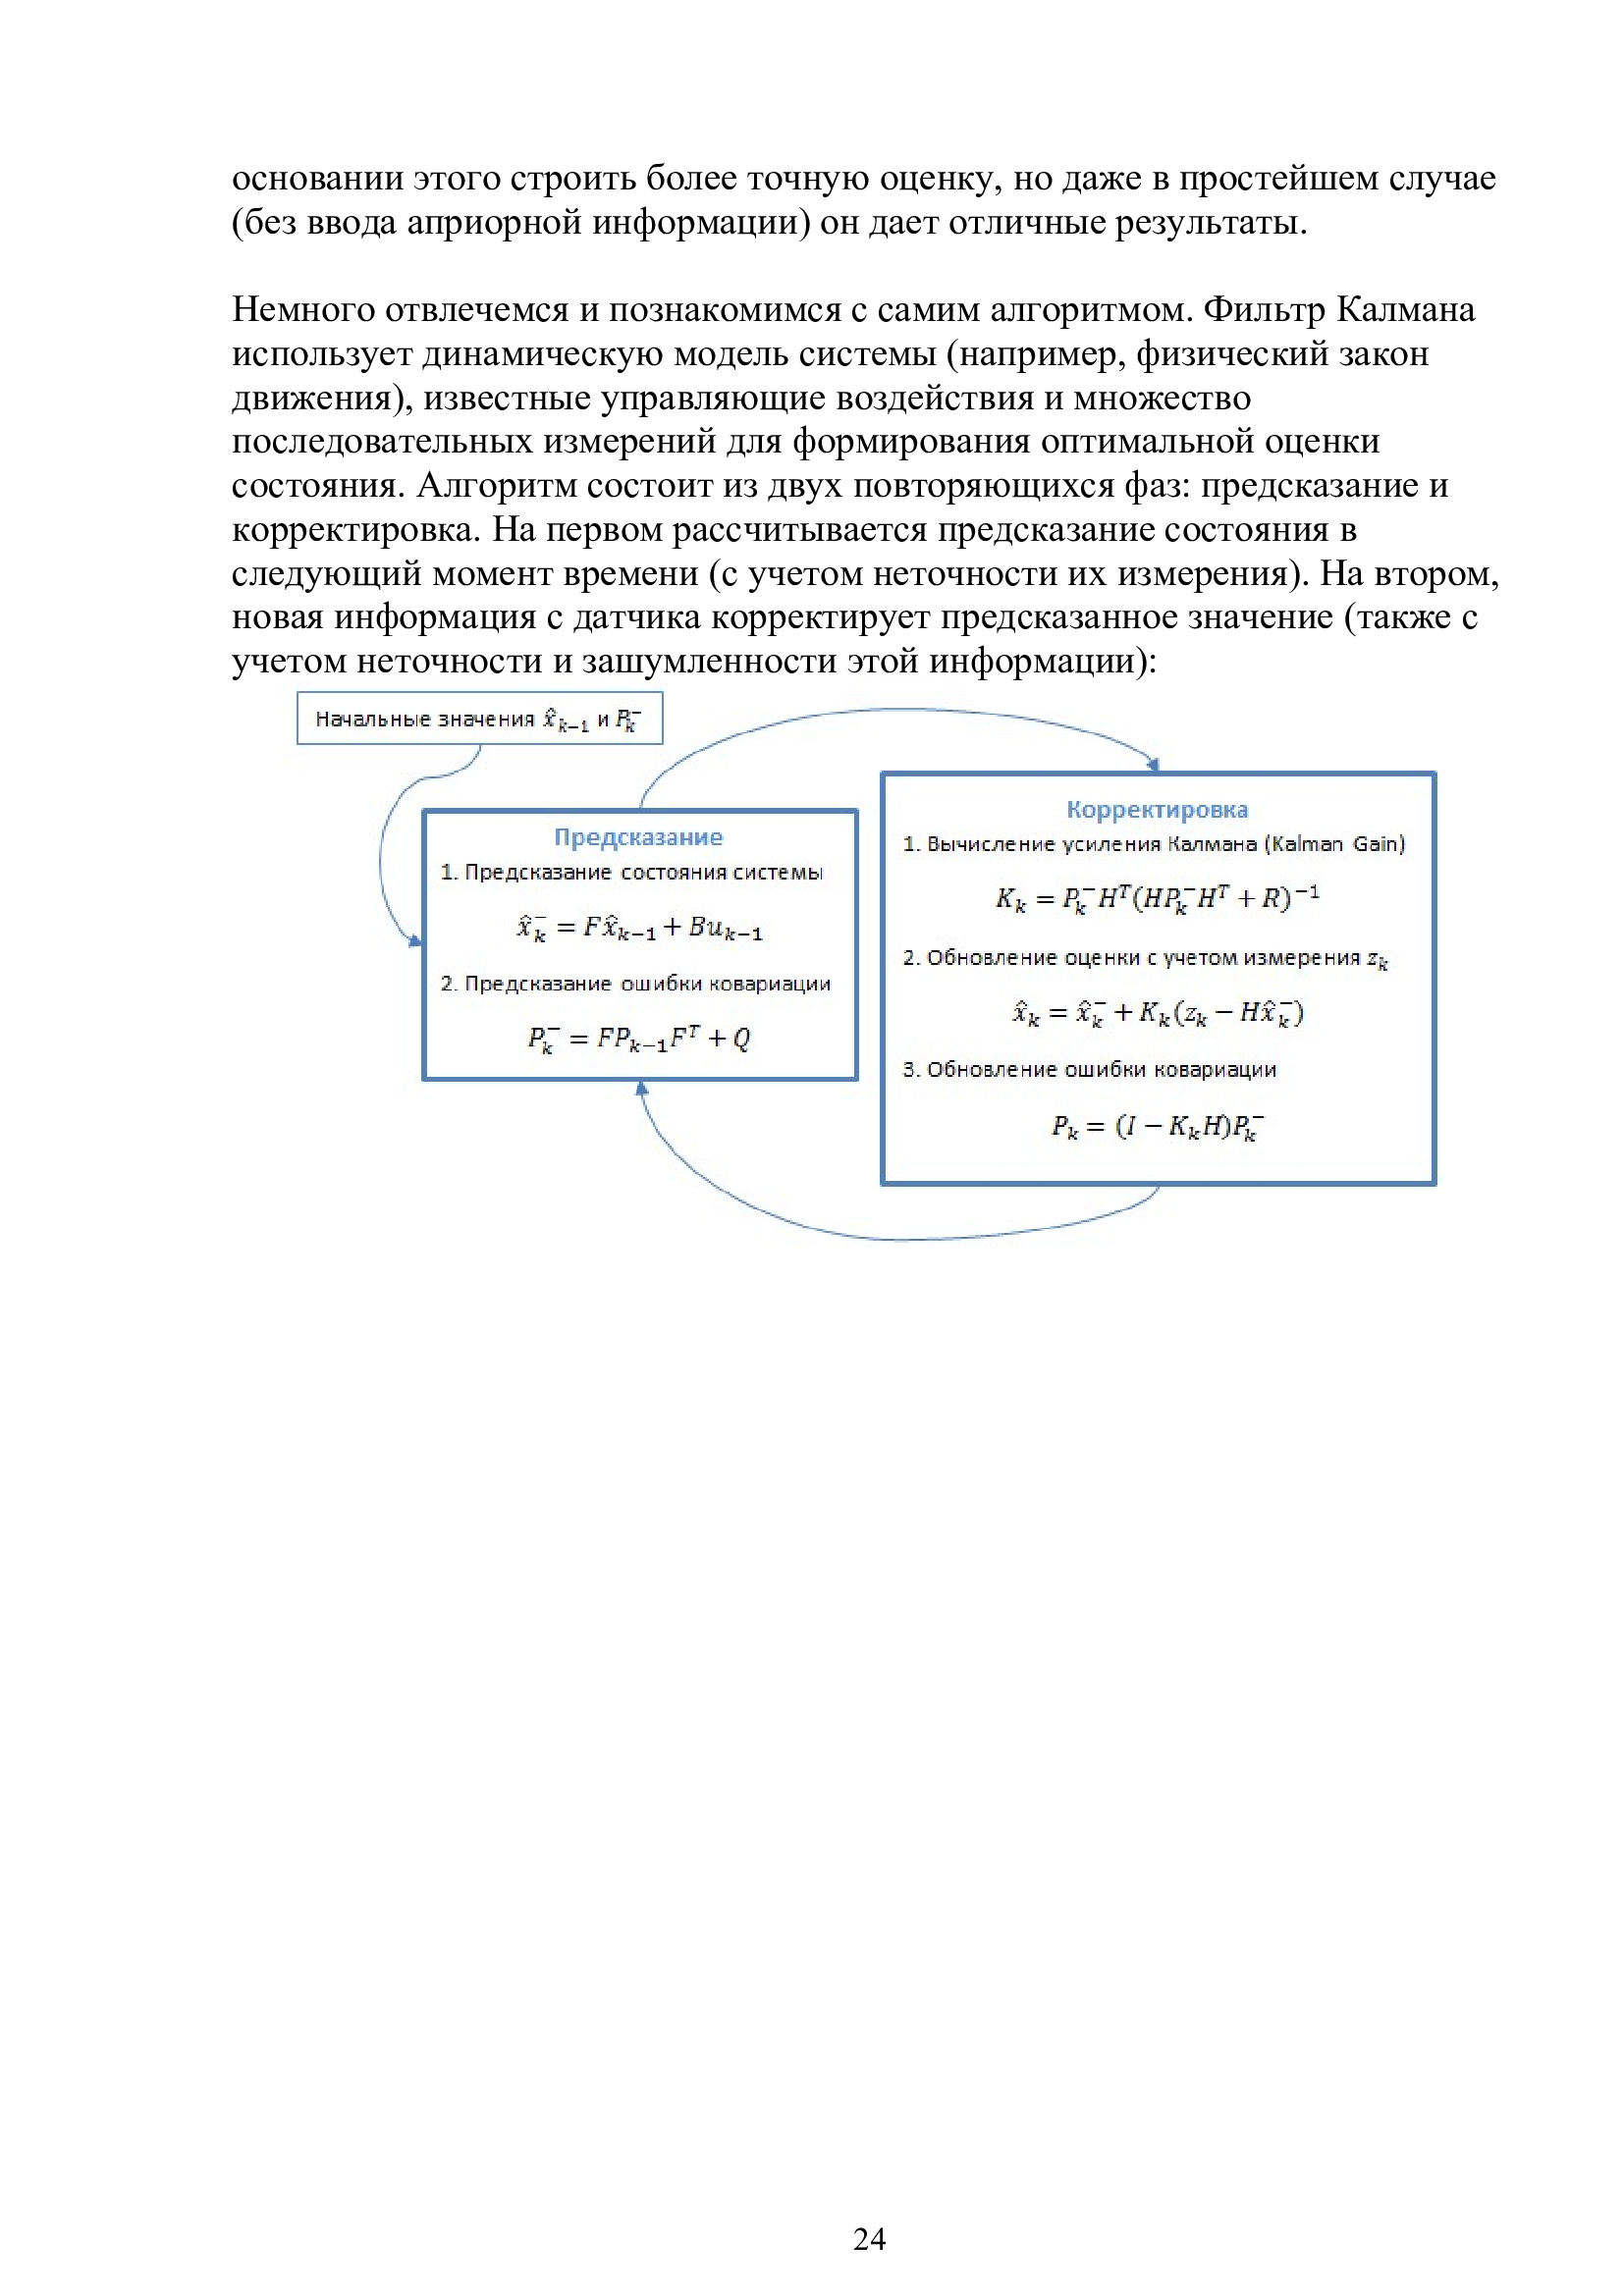 основании этого строить более точную оценку, но даже в простейшем случае
(без ввода априорной информации) он дает отличные результаты.
Немного отвлечемся и познакомимся с самим алгоритмом. Фильтр Калмана
использует динамическую модель системы (например, физический закон
движения), известные управляющие воздействия и множество
последовательных измерений для формирования оптимальной оценки
состояния. Алгоритм состоит из двух повторяющихся фаз: предсказание и
корректировка. На первом рассчитывается предсказание состояния в
следующий момент времени (с учетом неточности их измерения). На втором,
новая информация с датчика корректирует предсказанное значение (также с
учетом неточности и зашумленности этой информации):
Начальные значения x̂_{k−1} и P_k^−
Предсказание
1. Предсказание состояния системы
x̂_k^− = Fx̂_{k−1} + Bu_{k−1}
2. Предсказание ошибки ковариации
P_k^− = FP_{k−1}F^T + Q
Корректировка
1. Вычисление усиления Калмана (Kalman Gain)
K_k = P_k^− H^T(HP_k^− H^T + R)^{−1}
2. Обновление оценки с учетом измерения z_k
x̂_k = x̂_k^− + K_k(z_k − Hx̂_k^−)
3. Обновление ошибки ковариации
P_k = (I − K_k H)P_k^−
24